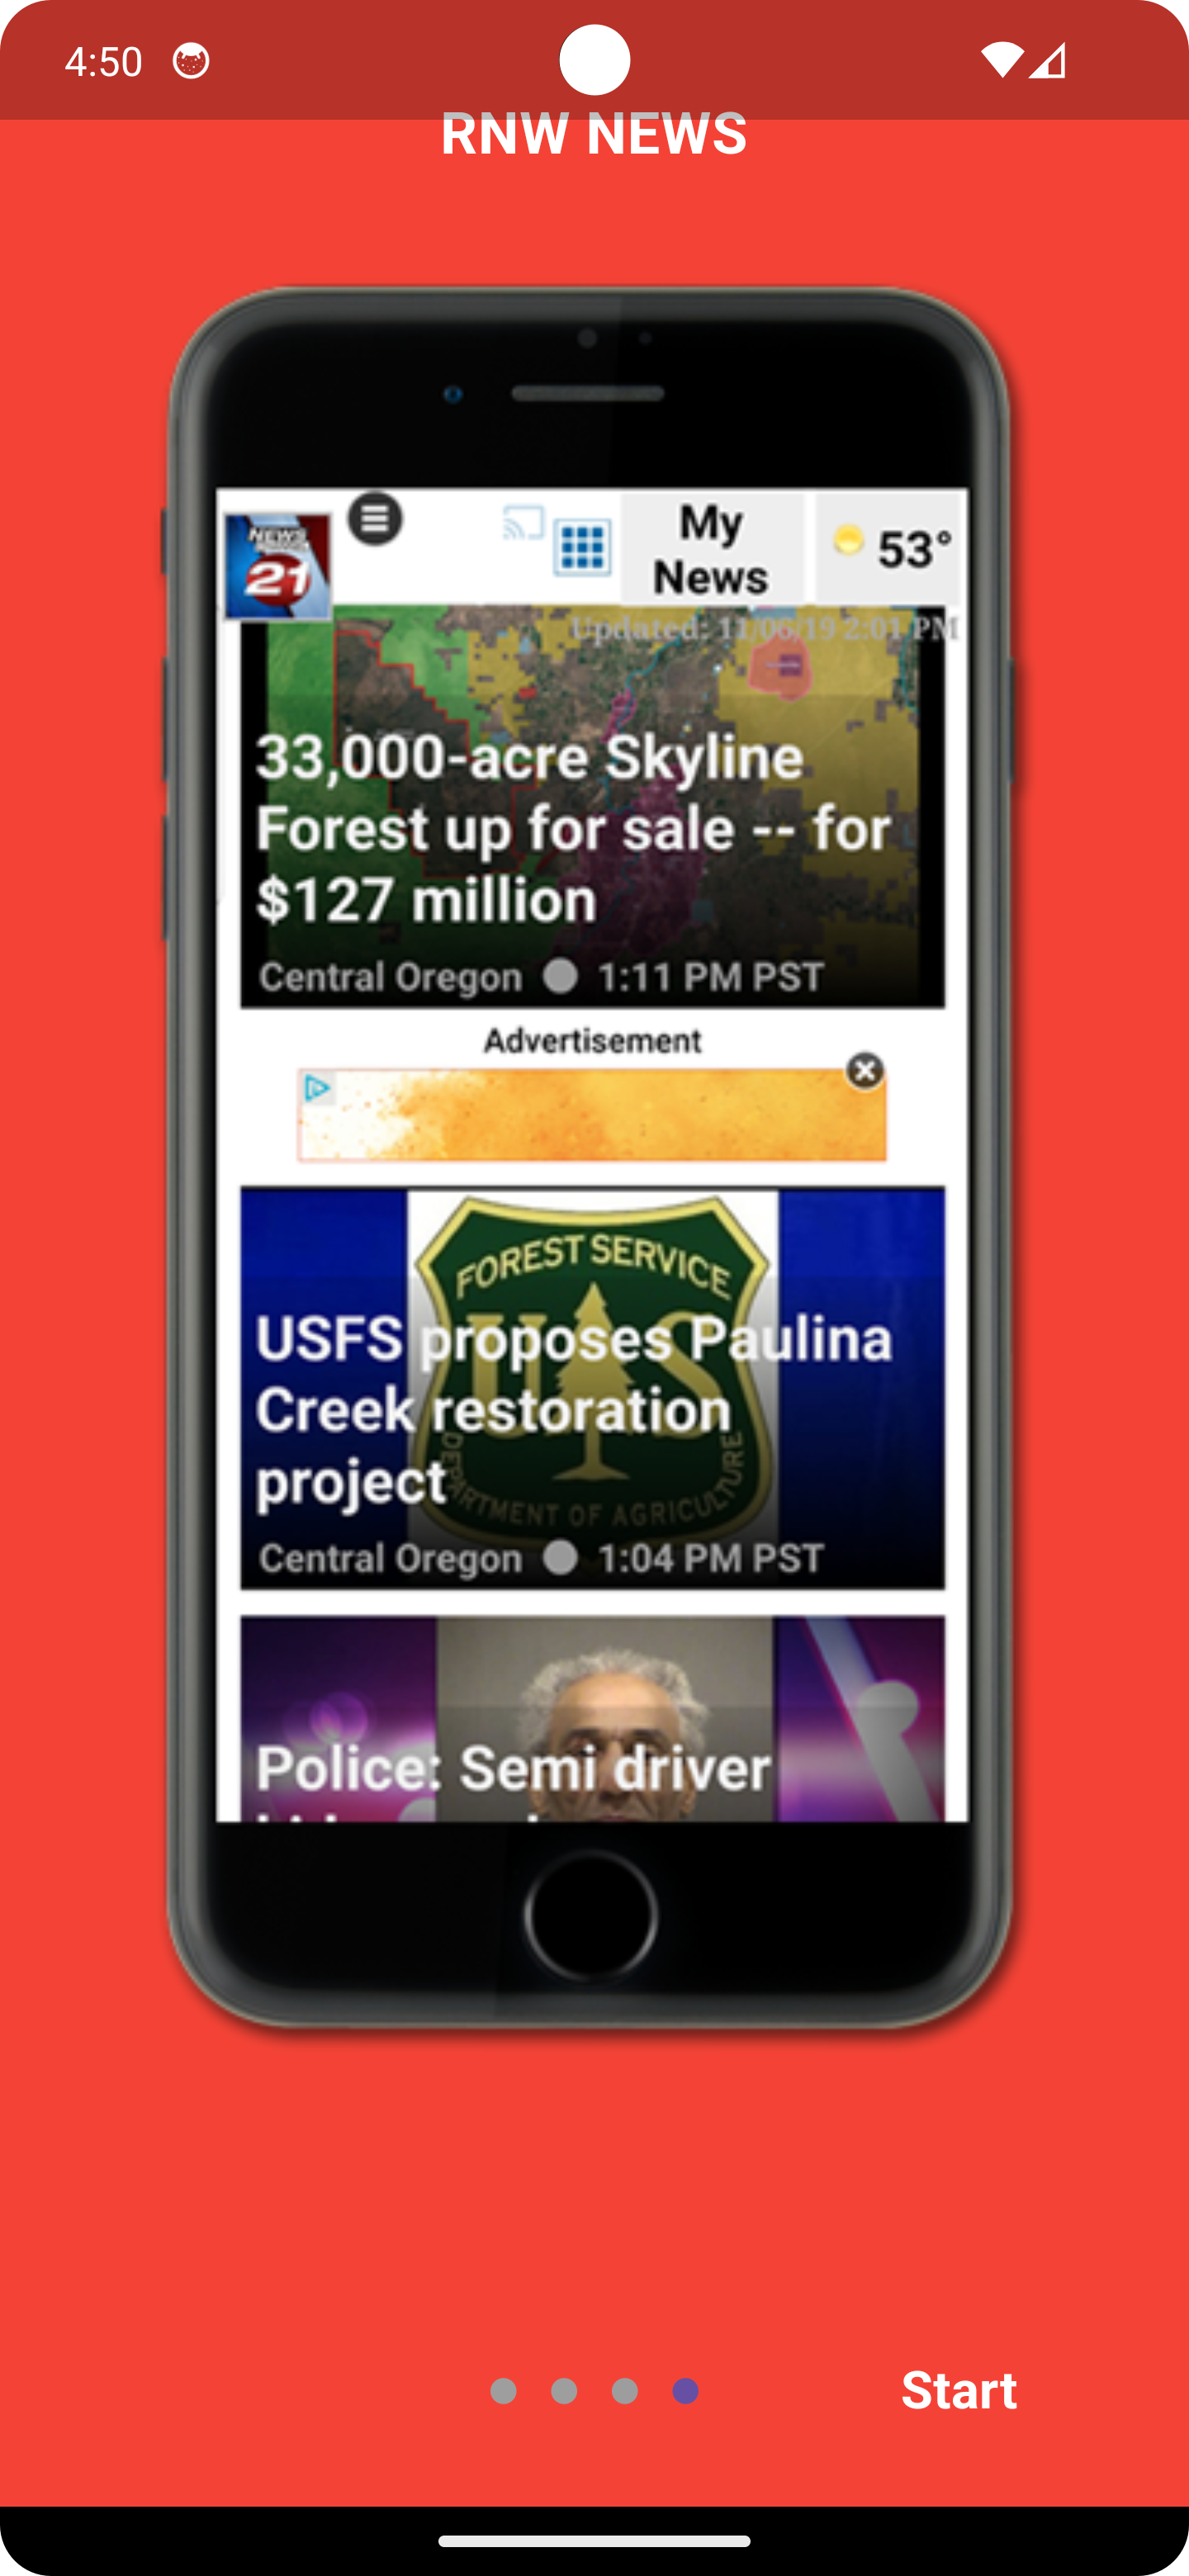 4:50
RNW NEWS
NEWS
21
My
News
53°
Updated: 11/06/19 2:01 PM
33,000-acre Skyline
Forest up for sale -- for
$127 million
Central Oregon 1:11 PM PST
Advertisement
FOREST SERVICE
U S
DEPARTMENT OF AGRICULTURE
USFS proposes Paulina
Creek restoration
project
Central Oregon 1:04 PM PST
Police: Semi driver
Start